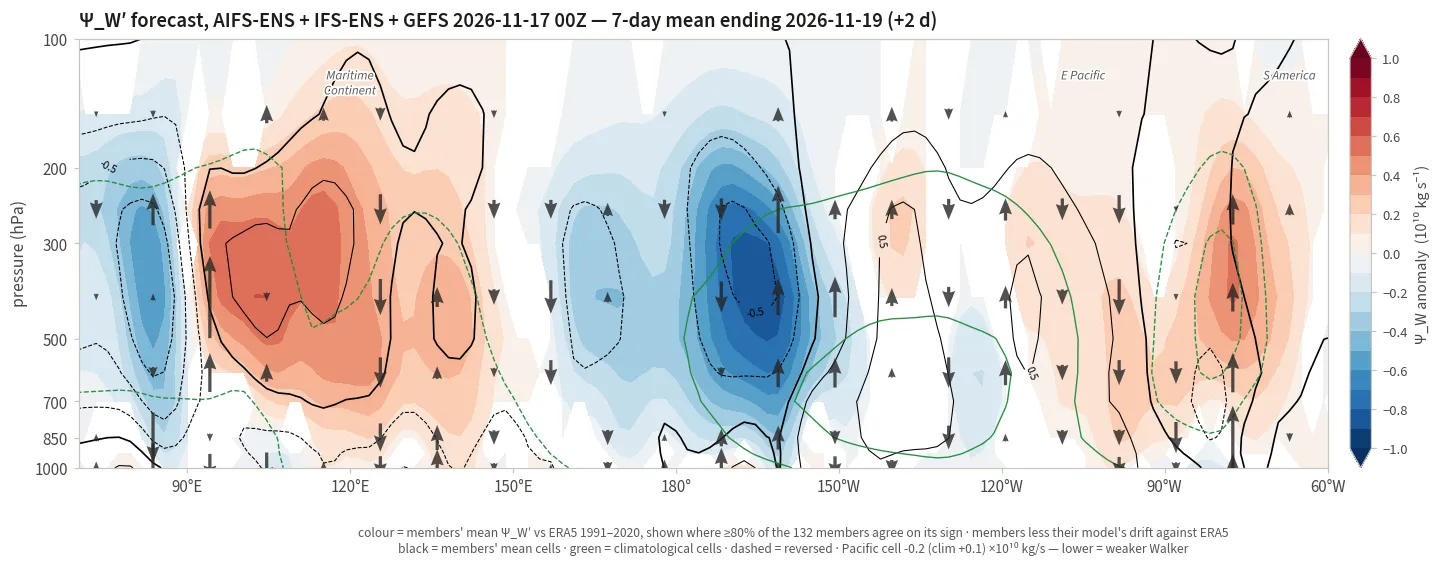 Ψ_W′ forecast, AIFS-ENS + IFS-ENS + GEFS 2026-11-17 00Z — 7-day mean ending 2026-11-19 (+2 d)
100
200
300
400
500
700
850
1000
pressure (hPa)
Maritime
Continent
E Pacific
S America
-0.5
-0.5
0.5
0.5
90°E
120°E
150°E
180°
150°W
120°W
90°W
60°W
1.0
0.8
0.6
0.4
0.2
0.0
−0.2
−0.4
−0.6
−0.8
−1.0
Ψ_W anomaly (10¹⁰ kg s⁻¹)
colour = members' mean Ψ_W′ vs ERA5 1991–2020, shown where ≥80% of the 132 members agree on its sign · members less their model's drift against ERA5
black = members' mean cells · green = climatological cells · dashed = reversed · Pacific cell -0.2 (clim +0.1) ×10¹⁰ kg/s — lower = weaker Walker